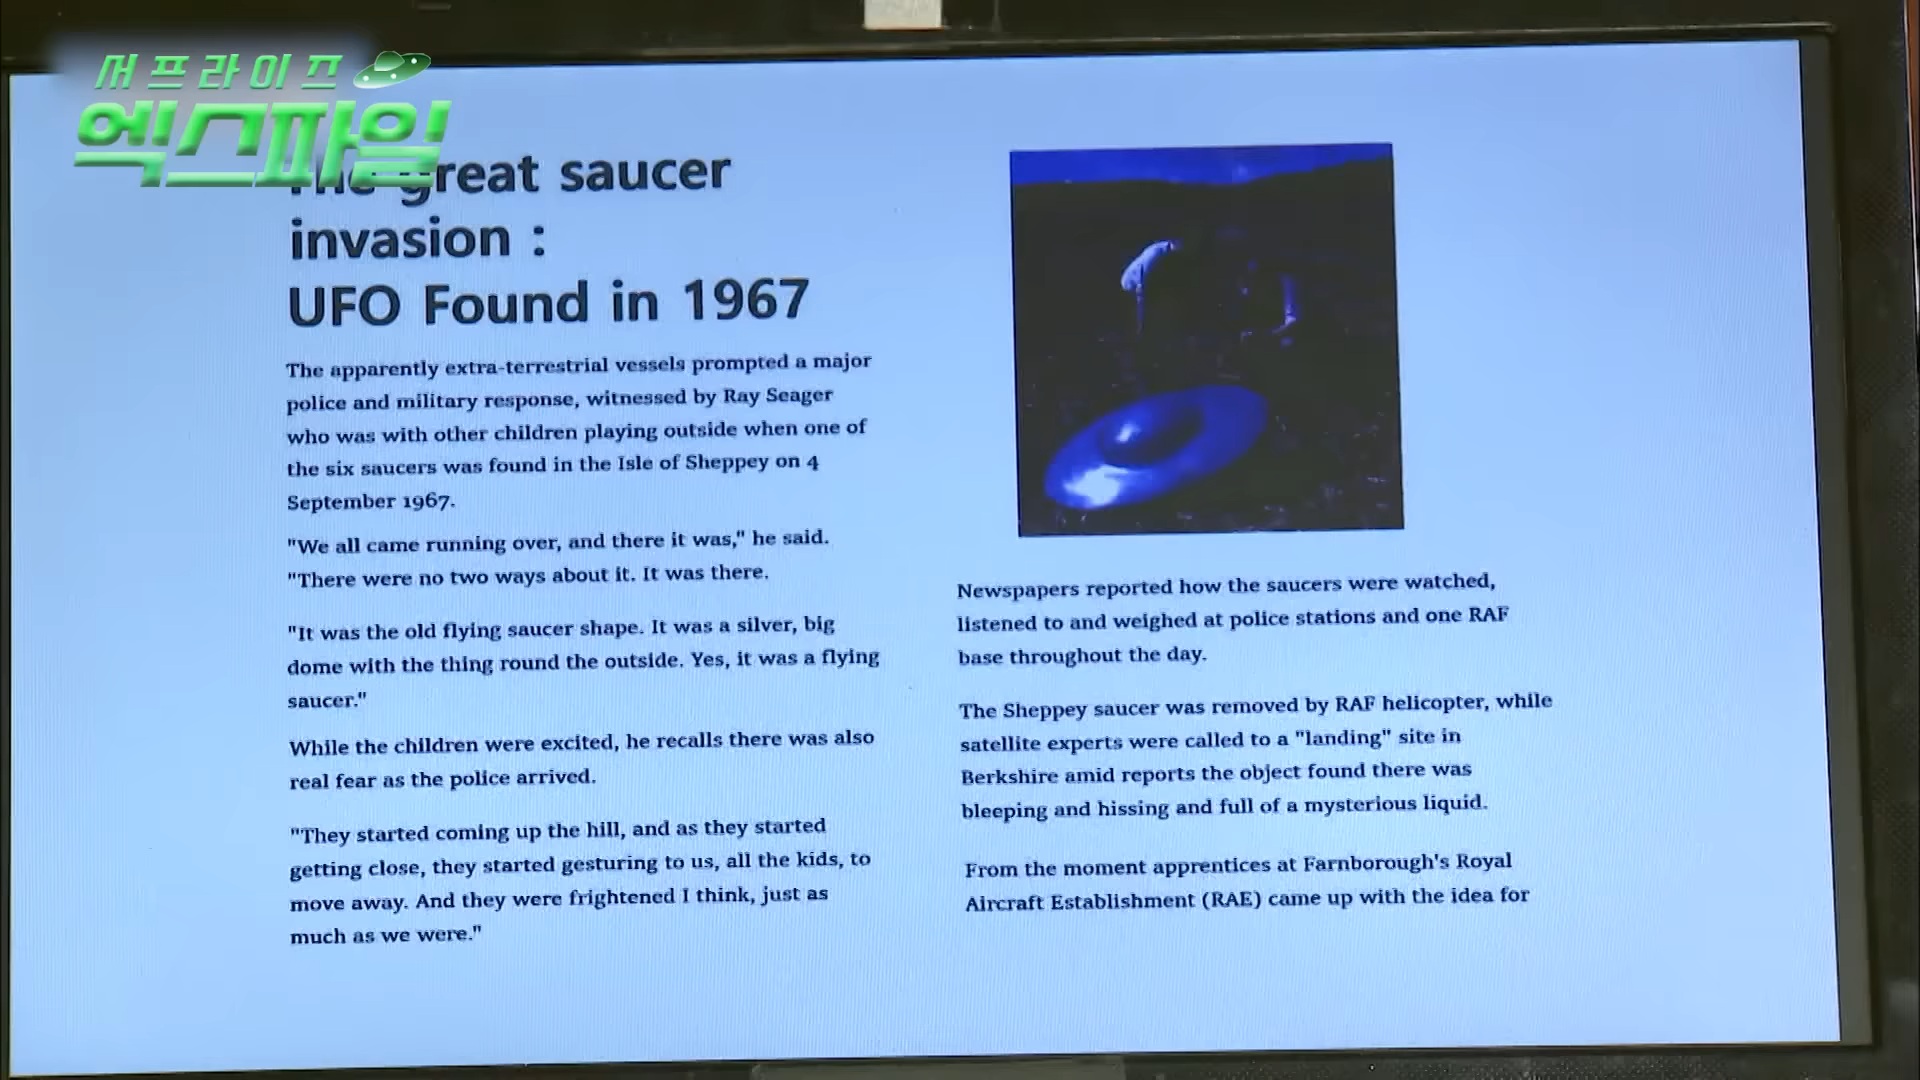 서프라이즈
엑스파일
The great saucer
invasion :
UFO Found in 1967
The apparently extra-terrestrial vessels prompted a major
police and military response, witnessed by Ray Seager
who was with other children playing outside when one of
the six saucers was found in the Isle of Sheppey on 4
September 1967.
"We all came running over, and there it was," he said.
"There were no two ways about it. It was there.
"It was the old flying saucer shape. It was a silver, big
dome with the thing round the outside. Yes, it was a flying
saucer."
While the children were excited, he recalls there was also
real fear as the police arrived.
"They started coming up the hill, and as they started
getting close, they started gesturing to us, all the kids, to
move away. And they were frightened I think, just as
much as we were."
Newspapers reported how the saucers were watched,
listened to and weighed at police stations and one RAF
base throughout the day.
The Sheppey saucer was removed by RAF helicopter, while
satellite experts were called to a "landing" site in
Berkshire amid reports the object found there was
bleeping and hissing and full of a mysterious liquid.
From the moment apprentices at Farnborough's Royal
Aircraft Establishment (RAE) came up with the idea for